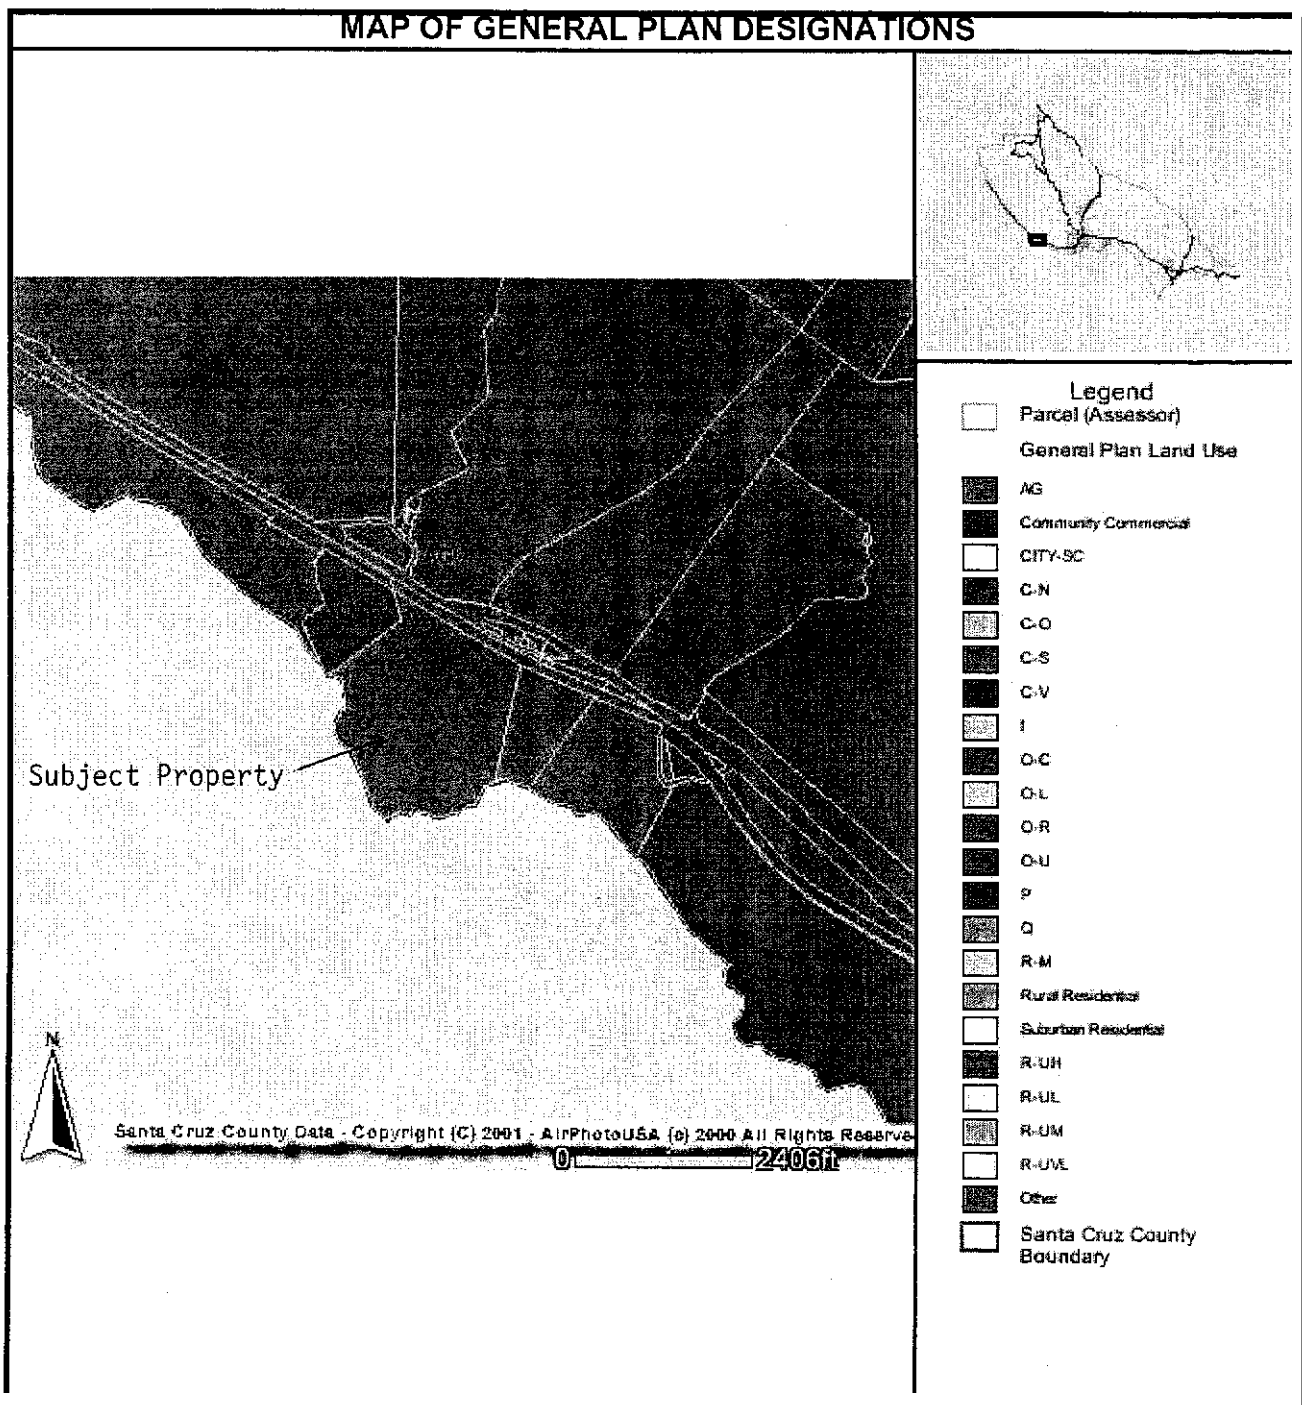 MAP OF GENERAL PLAN DESIGNATIONS
Legend
Parcel (Assessor)
General Plan Land Use
AG
Community Commercial
CITY-SC
C-N
C-O
C-S
C-V
I
O-C
O-L
O-R
O-U
P
Q
R-M
Rural Residential
Suburban Residential
R-UH
R-UL
R-UM
R-UVL
Other
Santa Cruz County
Boundary
AG
Subject Property
N
Santa Cruz County Data - Copyright (C) 2001 - AirPhotoUSA (c) 2000 All Rights Reserve
0 2406ft